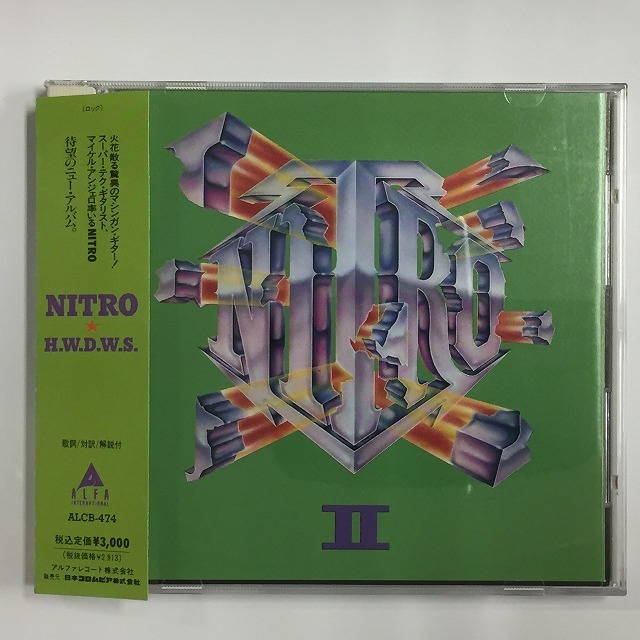 (ロック)
火花散る驚異のマシンガン・ギター!
スーパー・テク・ギタリスト、
マイケル・アンジェロ率いるNITRO
待望のニュー・アルバム。
NITRO
★
H.W.D.W.S.
歌詞/対訳/解説付
ALFA
INTERNATIONAL
ALCB-474
税込定価¥3,000
(税抜価格¥2,913)
アルファレコード株式会社
販売元 日本コロムビア株式会社
NITRO
II